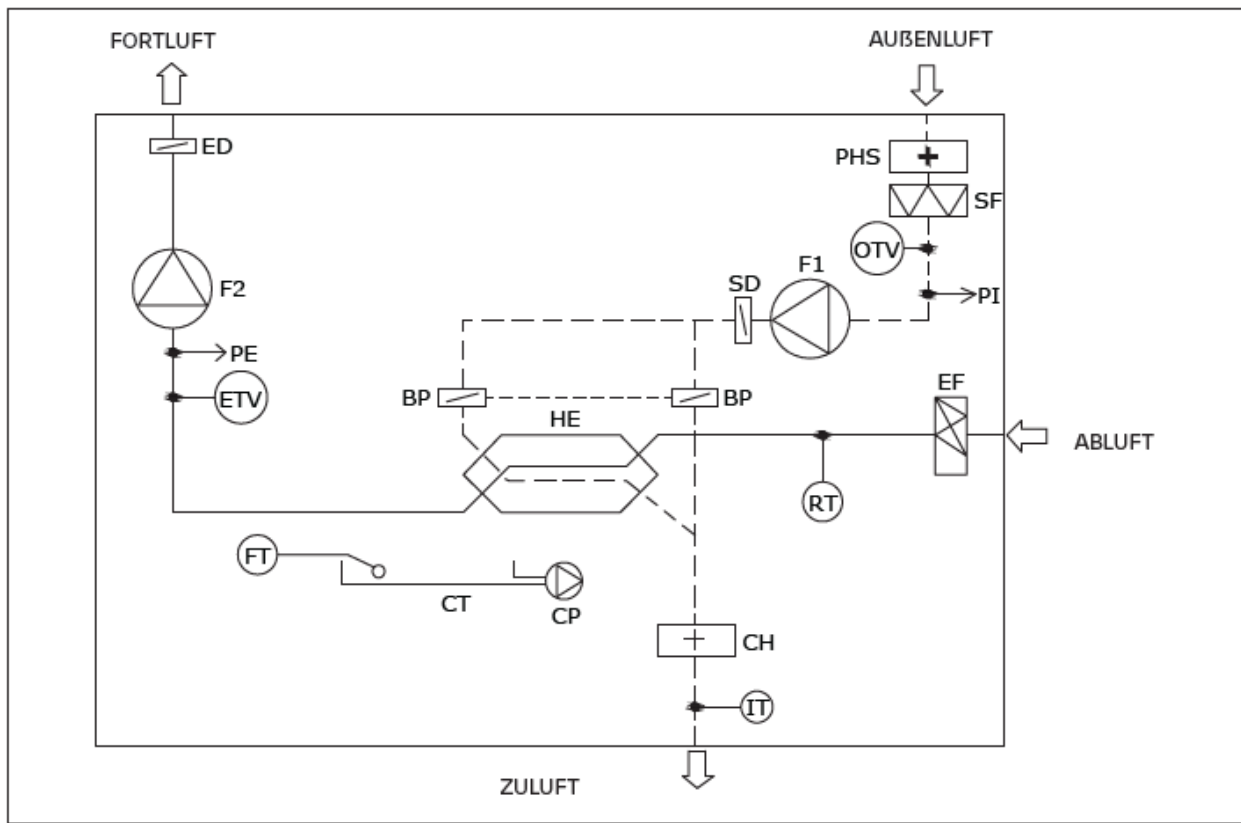 FORTLUFT
AUßENLUFT
ED
PHS
SF
OTV
F1
SD
PI
F2
PE
ETV
BP
BP
EF
HE
ABLUFT
RT
FT
CT
CP
CH
IT
ZULUFT